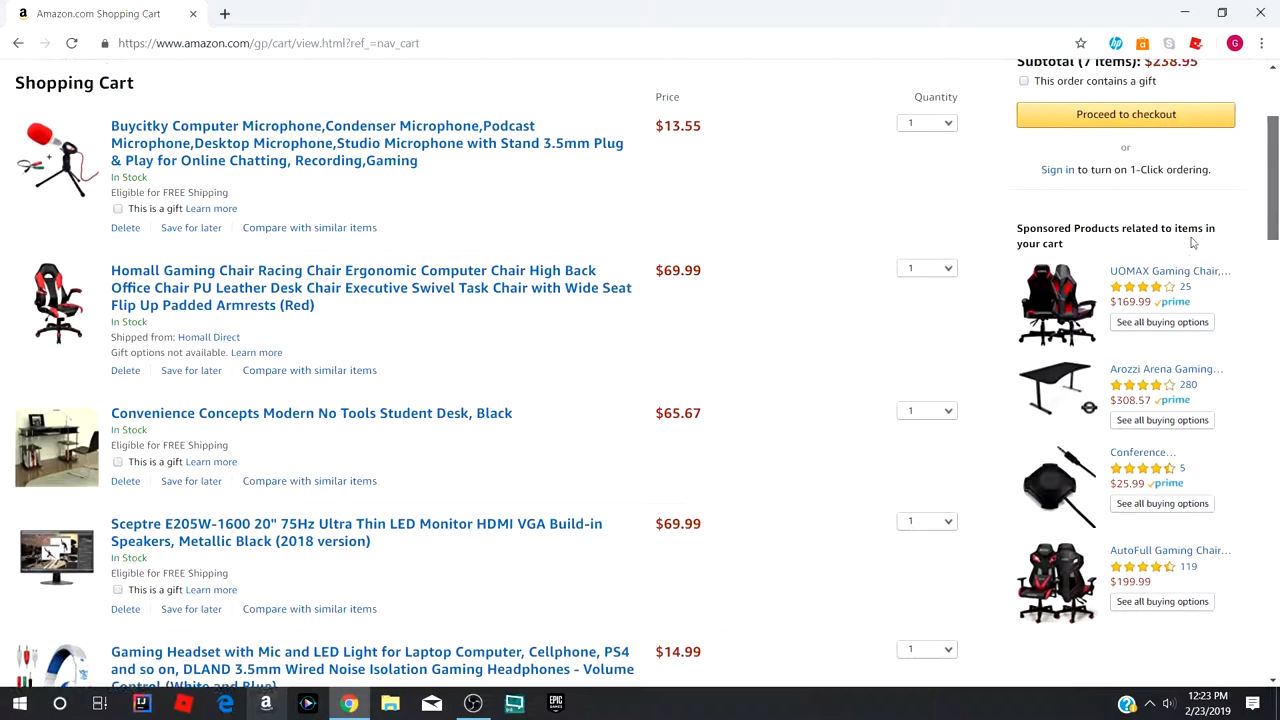 Amazon.com Shopping Cart
https://www.amazon.com/gp/cart/view.html?ref_=nav_cart
G
Subtotal (7 items): $238.95
This order contains a gift
Proceed to checkout
or
Sign in to turn on 1-Click ordering.
Shopping Cart
Price
Quantity
Buycitky Computer Microphone,Condenser Microphone,Podcast
Microphone,Desktop Microphone,Studio Microphone with Stand 3.5mm Plug
& Play for Online Chatting, Recording,Gaming
$13.55
1
In Stock
Eligible for FREE Shipping
This is a gift Learn more
Delete Save for later Compare with similar items
Homall Gaming Chair Racing Chair Ergonomic Computer Chair High Back
Office Chair PU Leather Desk Chair Executive Swivel Task Chair with Wide Seat
Flip Up Padded Armrests (Red)
$69.99
1
In Stock
Shipped from: Homall Direct
Gift options not available. Learn more
Delete Save for later Compare with similar items
Convenience Concepts Modern No Tools Student Desk, Black
$65.67
1
In Stock
Eligible for FREE Shipping
This is a gift Learn more
Delete Save for later Compare with similar items
Sceptre E205W-1600 20" 75Hz Ultra Thin LED Monitor HDMI VGA Build-in
Speakers, Metallic Black (2018 version)
$69.99
1
In Stock
Eligible for FREE Shipping
This is a gift Learn more
Delete Save for later Compare with similar items
Gaming Headset with Mic and LED Light for Laptop Computer, Cellphone, PS4
and so on, DLAND 3.5mm Wired Noise Isolation Gaming Headphones - Volume
Control (White and Blue)
$14.99
1
Sponsored Products related to items in
your cart
UOMAX Gaming Chair,...
25
$169.99 prime
See all buying options
Arozzi Arena Gaming...
280
$308.57 prime
See all buying options
Conference...
5
$25.99 prime
See all buying options
AutoFull Gaming Chair...
119
$199.99
See all buying options
EPIC
GAMES
12:23 PM
2/23/2019